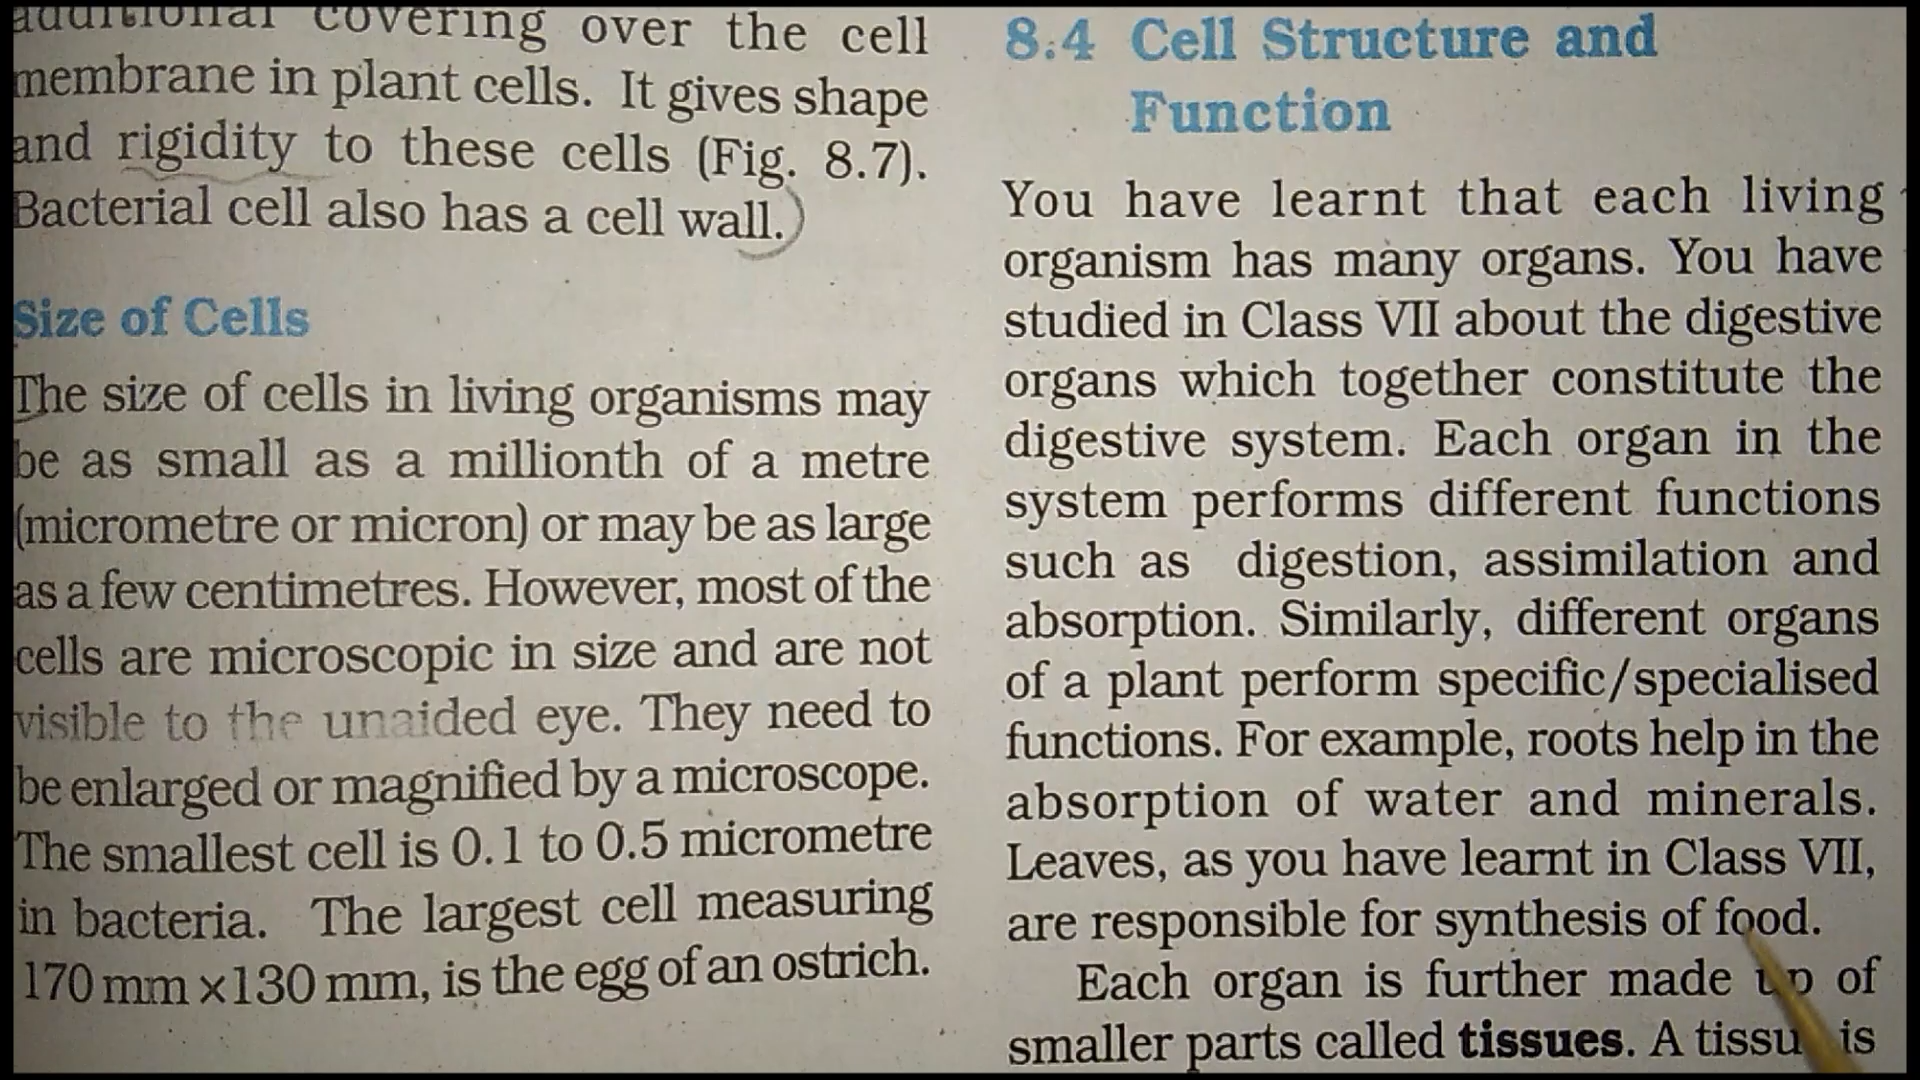 additional covering over the cell
membrane in plant cells. It gives shape
and rigidity to these cells (Fig. 8.7).
Bacterial cell also has a cell wall.)
Size of Cells
The size of cells in living organisms may
be as small as a millionth of a metre
(micrometre or micron) or may be as large
as a few centimetres. However, most of the
cells are microscopic in size and are not
visible to the unaided eye. They need to
be enlarged or magnified by a microscope.
The smallest cell is 0.1 to 0.5 micrometre
in bacteria. The largest cell measuring
170 mm ×130 mm, is the egg of an ostrich.
8.4 Cell Structure and
Function
You have learnt that each living
organism has many organs. You have
studied in Class VII about the digestive
organs which together constitute the
digestive system. Each organ in the
system performs different functions
such as digestion, assimilation and
absorption. Similarly, different organs
of a plant perform specific/specialised
functions. For example, roots help in the
absorption of water and minerals.
Leaves, as you have learnt in Class VII,
are responsible for synthesis of food.
Each organ is further made up of
smaller parts called tissues. A tissue is